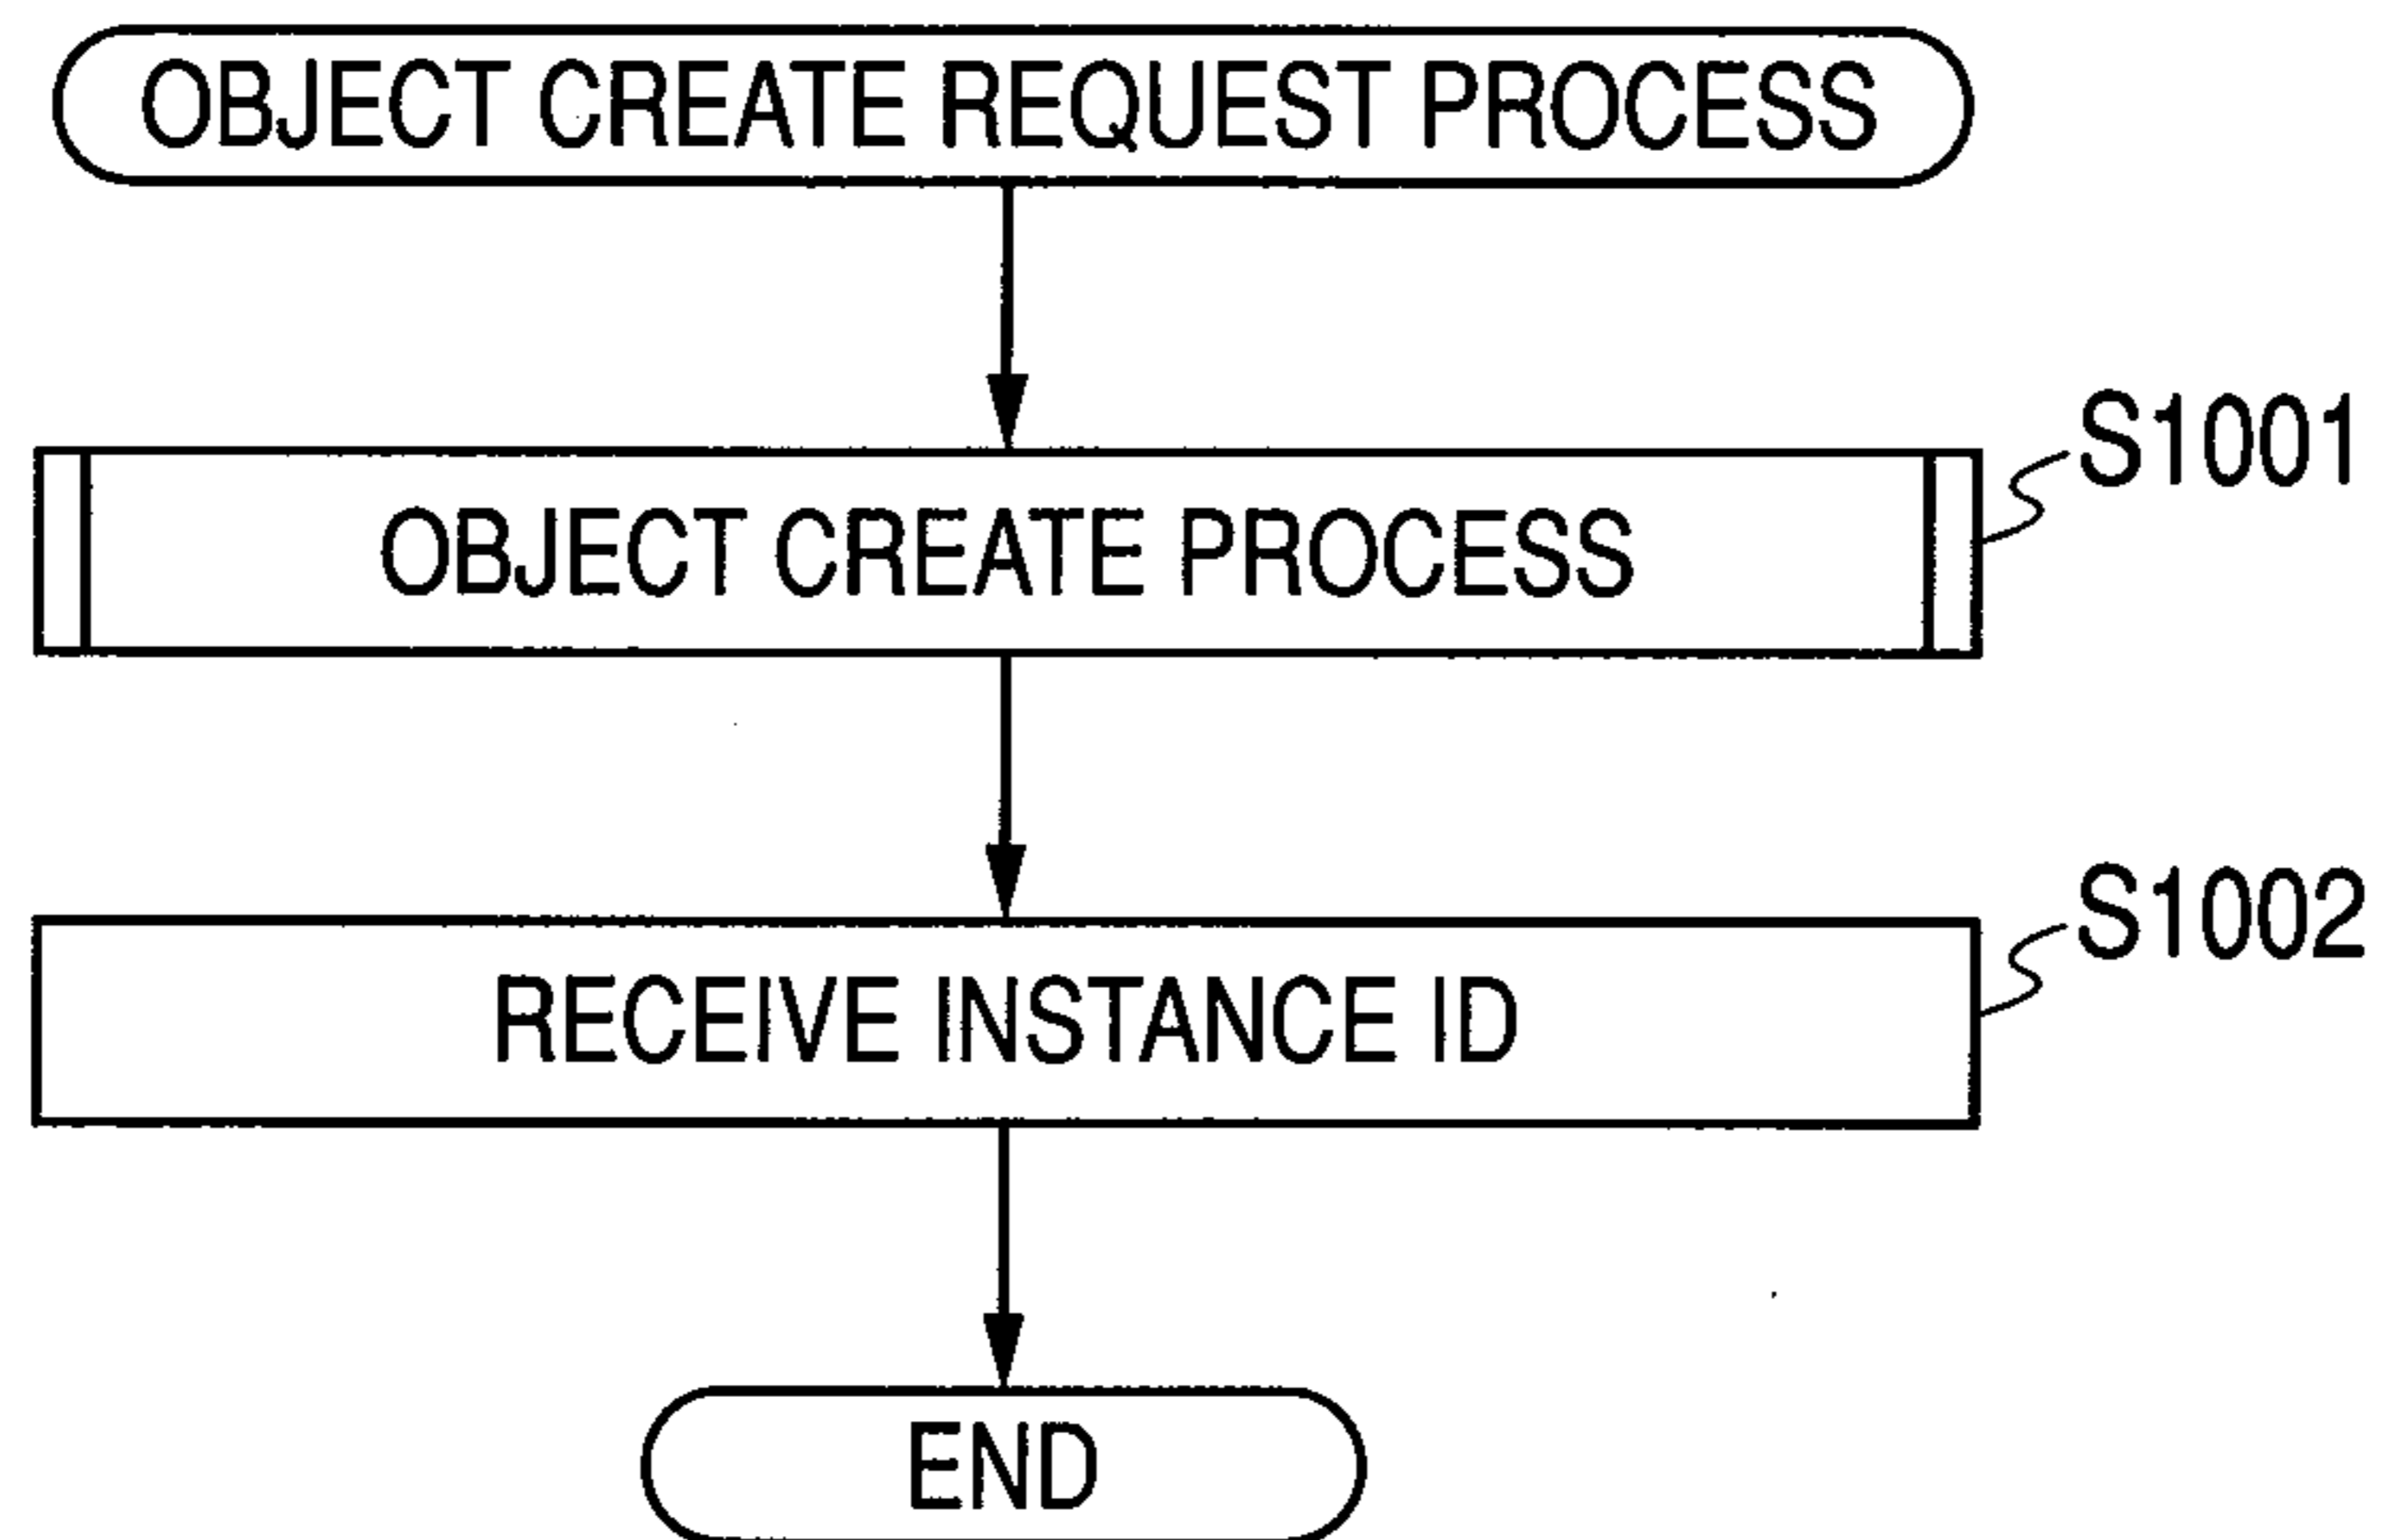 OBJECT CREATE REQUEST PROCESS
S1001
OBJECT CREATE PROCESS
S1002
RECEIVE INSTANCE ID
END